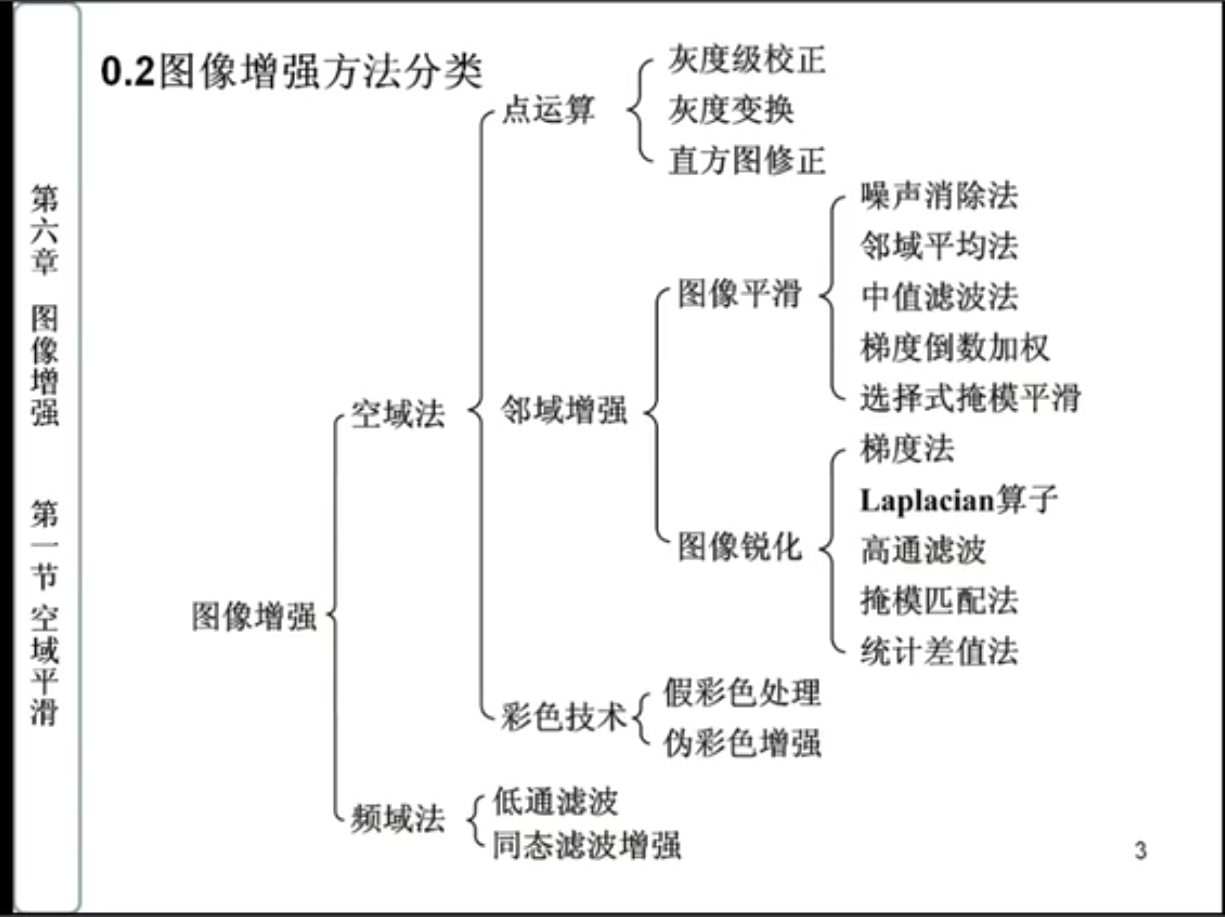 0.2图像增强方法分类
第六章 图像增强 第一节 空域平滑
图像增强
空域法
点运算
灰度级校正
灰度变换
直方图修正
邻域增强
图像平滑
噪声消除法
邻域平均法
中值滤波法
梯度倒数加权
选择式掩模平滑
图像锐化
梯度法
Laplacian算子
高通滤波
掩模匹配法
统计差值法
彩色技术
假彩色处理
伪彩色增强
频域法
低通滤波
同态滤波增强
3